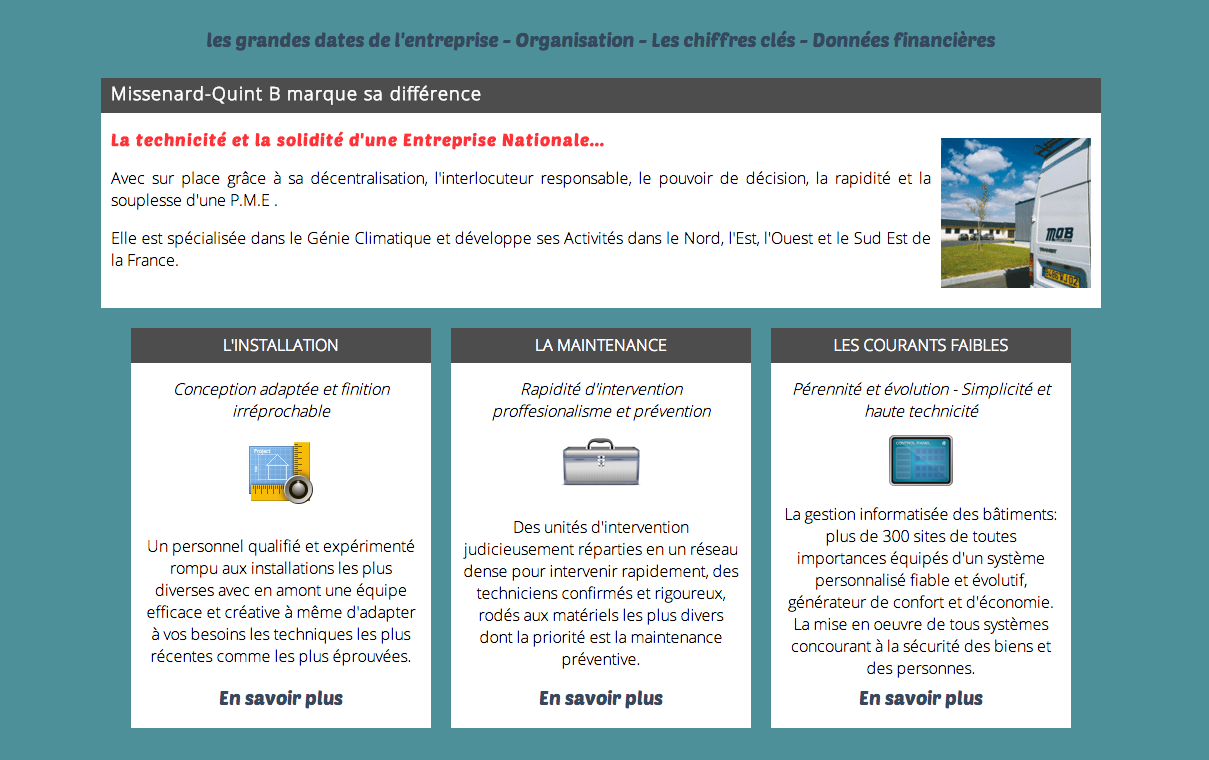 les grandes dates de l'entreprise - Organisation - Les chiffres clés - Données financières
Missenard-Quint B marque sa différence
La technicité et la solidité d'une Entreprise Nationale...
Avec sur place grâce à sa décentralisation, l'interlocuteur responsable, le pouvoir de décision, la rapidité et la
souplesse d'une P.M.E .
Elle est spécialisée dans le Génie Climatique et développe ses Activités dans le Nord, l'Est, l'Ouest et le Sud Est de
la France.
MQB
L'INSTALLATION
Conception adaptée et finition
irréprochable
Project
Un personnel qualifié et expérimenté
rompu aux installations les plus
diverses avec en amont une équipe
efficace et créative à même d'adapter
à vos besoins les techniques les plus
récentes comme les plus éprouvées.
En savoir plus
LA MAINTENANCE
Rapidité d'intervention
proffesionalisme et prévention
Des unités d'intervention
judicieusement réparties en un réseau
dense pour intervenir rapidement, des
techniciens confirmés et rigoureux,
rodés aux matériels les plus divers
dont la priorité est la maintenance
préventive.
En savoir plus
LES COURANTS FAIBLES
Pérennité et évolution - Simplicité et
haute technicité
CONTROL PANEL
La gestion informatisée des bâtiments:
plus de 300 sites de toutes
importances équipés d'un système
personnalisé fiable et évolutif,
générateur de confort et d'économie.
La mise en oeuvre de tous systèmes
concourant à la sécurité des biens et
des personnes.
En savoir plus